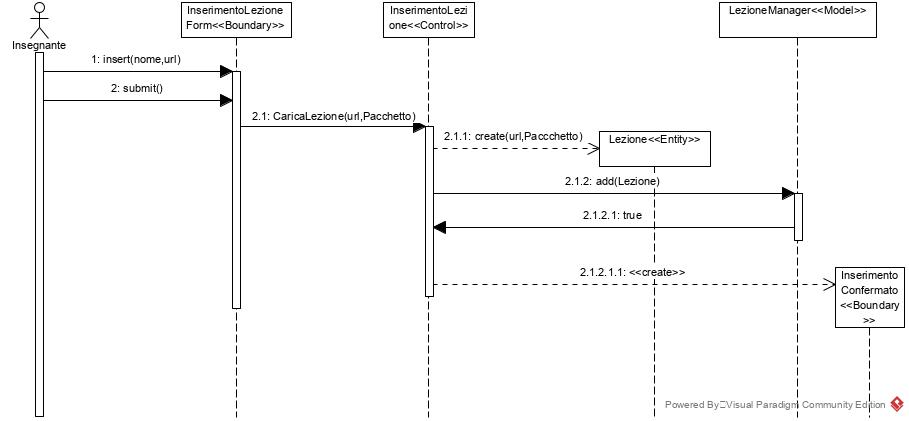 InserimentoLezione
Form<<Boundary>>
InserimentoLezi
one<<Control>>
LezioneManager<<Model>>
Insegnante
1: insert(nome,url)
2: submit()
2.1: CaricaLezione(url,Pacchetto)
2.1.1: create(url,Paccchetto)
Lezione<<Entity>>
2.1.2: add(Lezione)
2.1.2.1: true
2.1.2.1.1: <<create>>
Inserimento
Confermato
<<Boundary
>>
Powered By Visual Paradigm Community Edition